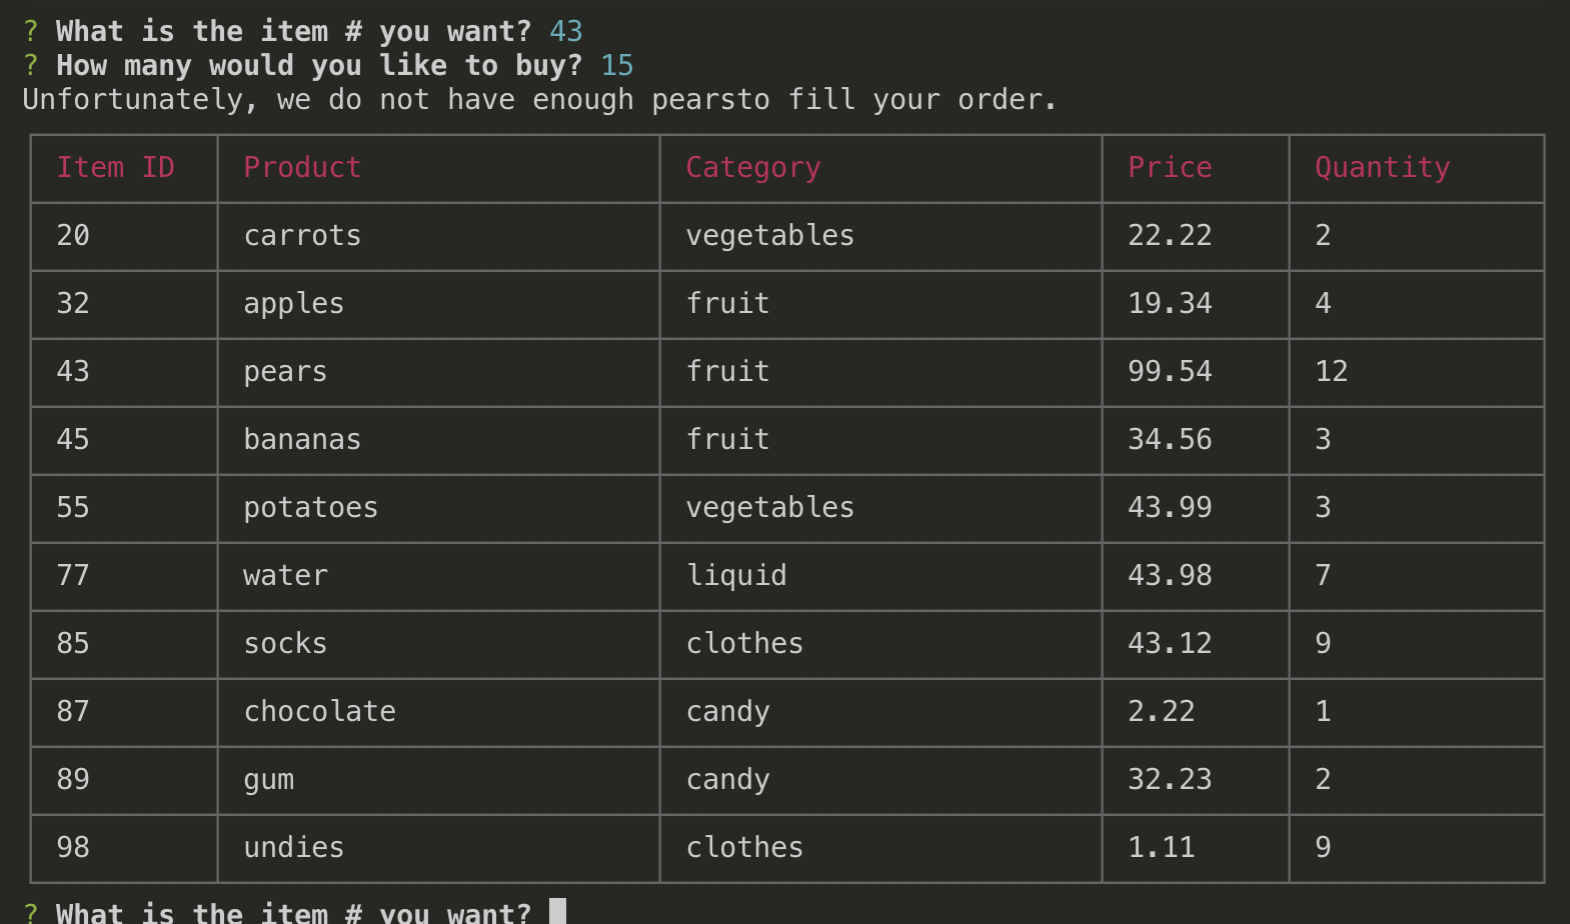 ? What is the item # you want? 43
? How many would you like to buy? 15
Unfortunately, we do not have enough pearsto fill your order.
Item ID Product Category Price Quantity
20 carrots vegetables 22.22 2
32 apples fruit 19.34 4
43 pears fruit 99.54 12
45 bananas fruit 34.56 3
55 potatoes vegetables 43.99 3
77 water liquid 43.98 7
85 socks clothes 43.12 9
87 chocolate candy 2.22 1
89 gum candy 32.23 2
98 undies clothes 1.11 9
? What is the item # you want?